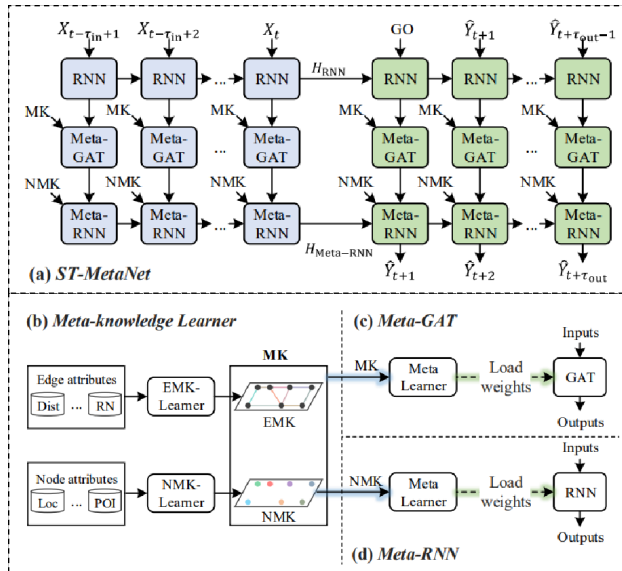 X_{t-τ_in+1} X_{t-τ_in+2} X_t GO Ŷ_{t+1} Ŷ_{t+τ_out-1}
RNN RNN ... RNN H_RNN RNN RNN ... RNN
MK MK MK MK MK MK
Meta-GAT Meta-GAT ... Meta-GAT Meta-GAT Meta-GAT ... Meta-GAT
NMK NMK NMK NMK NMK NMK
Meta-RNN Meta-RNN ... Meta-RNN Meta-RNN Meta-RNN ... Meta-RNN
H_{Meta-RNN}
Ŷ_{t+1} Ŷ_{t+2} Ŷ_{t+τ_out}
(a) ST-MetaNet
(b) Meta-knowledge Learner
MK
Edge attributes
Dist ... RN
EMK-
Learner
EMK
Node attributes
Loc ... POI
NMK-
Learner
NMK
(c) Meta-GAT
Inputs
MK
Meta
Learner
Load
weights
GAT
Outputs
Inputs
NMK
Meta
Learner
Load
weights
RNN
Outputs
(d) Meta-RNN